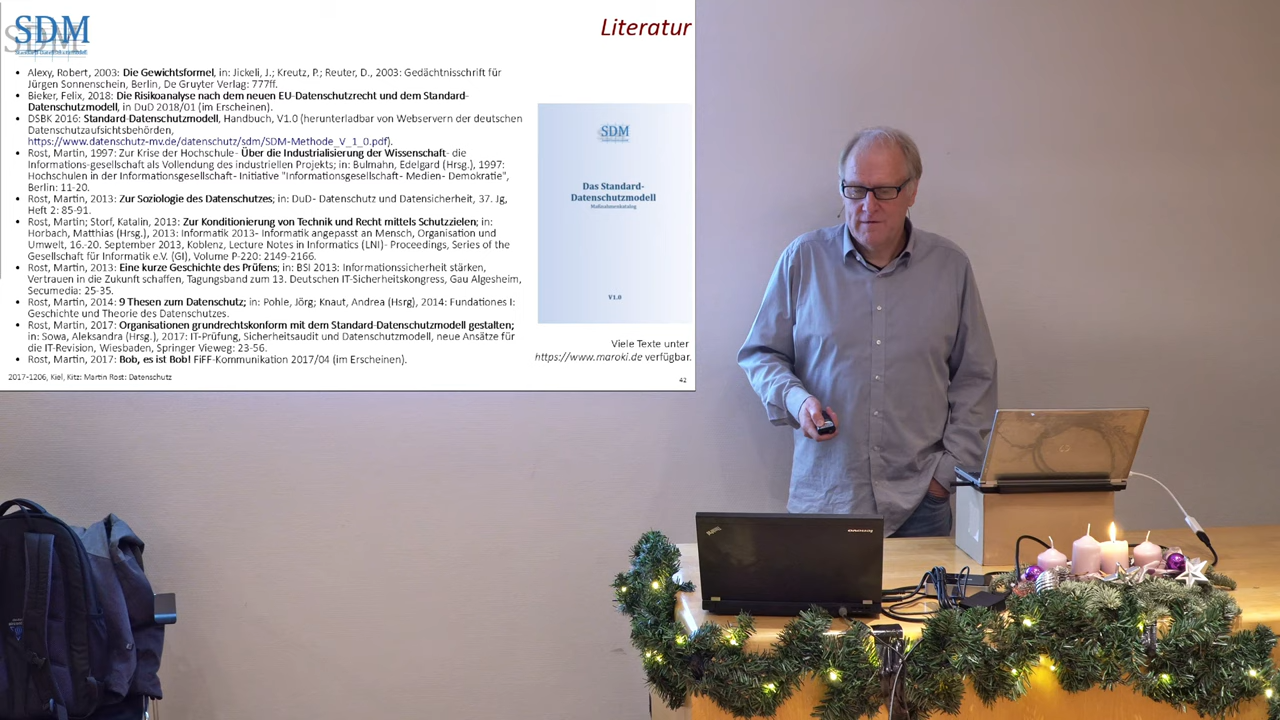 SDM
Literatur
• Alexy, Robert, 2003: Die Gewichtsformel, in: Jickeli, J.; Kreutz, P.; Reuter, D., 2003: Gedächtnisschrift für
Jürgen Sonnenschein, Berlin, De Gruyter Verlag: 777ff.
• Bieker, Felix, 2018: Die Risikoanalyse nach dem neuen EU-Datenschutzrecht und dem Standard-
Datenschutzmodell, in DuD 2018/01 (im Erscheinen).
• DSBK 2016: Standard-Datenschutzmodell, Handbuch, V1.0 (herunterladbar von Webservern der deutschen
Datenschutzaufsichtsbehörden,
https://www.datenschutz-mv.de/datenschutz/sdm/SDM-Methode_V_1_0.pdf).
• Rost, Martin, 1997: Zur Krise der Hochschule- Über die Industrialisierung der Wissenschaft- die
Informations-gesellschaft als Vollendung des industriellen Projekts; in: Bulmahn, Edelgard (Hrsg.), 1997:
Hochschulen in der Informationsgesellschaft- Initiative "Informationsgesellschaft- Medien- Demokratie",
Berlin: 11-20.
• Rost, Martin, 2013: Zur Soziologie des Datenschutzes; in: DuD- Datenschutz und Datensicherheit, 37. Jg,
Heft 2: 85-91.
• Rost, Martin; Storf, Katalin, 2013: Zur Konditionierung von Technik und Recht mittels Schutzzielen; in:
Horbach, Matthias (Hrsg.), 2013: Informatik 2013- Informatik angepasst an Mensch, Organisation und
Umwelt, 16.-20. September 2013, Koblenz, Lecture Notes in Informatics (LNI)- Proceedings, Series of the
Gesellschaft für Informatik e.V. (GI), Volume P-220: 2149-2166.
• Rost, Martin, 2013: Eine kurze Geschichte des Prüfens; in: BSI 2013: Informationssicherheit stärken,
Vertrauen in die Zukunft schaffen, Tagungsband zum 13. Deutschen IT-Sicherheitskongress, Gau Algesheim,
Secumedia: 25-35.
• Rost, Martin, 2014: 9 Thesen zum Datenschutz; in: Pohle, Jörg; Knaut, Andrea (Hsrg), 2014: Fundationes I:
Geschichte und Theorie des Datenschutzes.
• Rost, Martin, 2017: Organisationen grundrechtskonform mit dem Standard-Datenschutzmodell gestalten;
in: Sowa, Aleksandra (Hrsg.), 2017: IT-Prüfung, Sicherheitsaudit und Datenschutzmodell, neue Ansätze für
die IT-Revision, Wiesbaden, Springer Vieweg: 23-56.
• Rost, Martin, 2017: Bob, es ist Bob! FiFF-Kommunikation 2017/04 (im Erscheinen).
SDM
Das Standard-
Datenschutzmodell
Maßnahmenkatalog
V1.0
Viele Texte unter
https://www.maroki.de verfügbar.
2017-1206, Kiel, Kitz: Martin Rost: Datenschutz
42
ThinkPad
lenovo